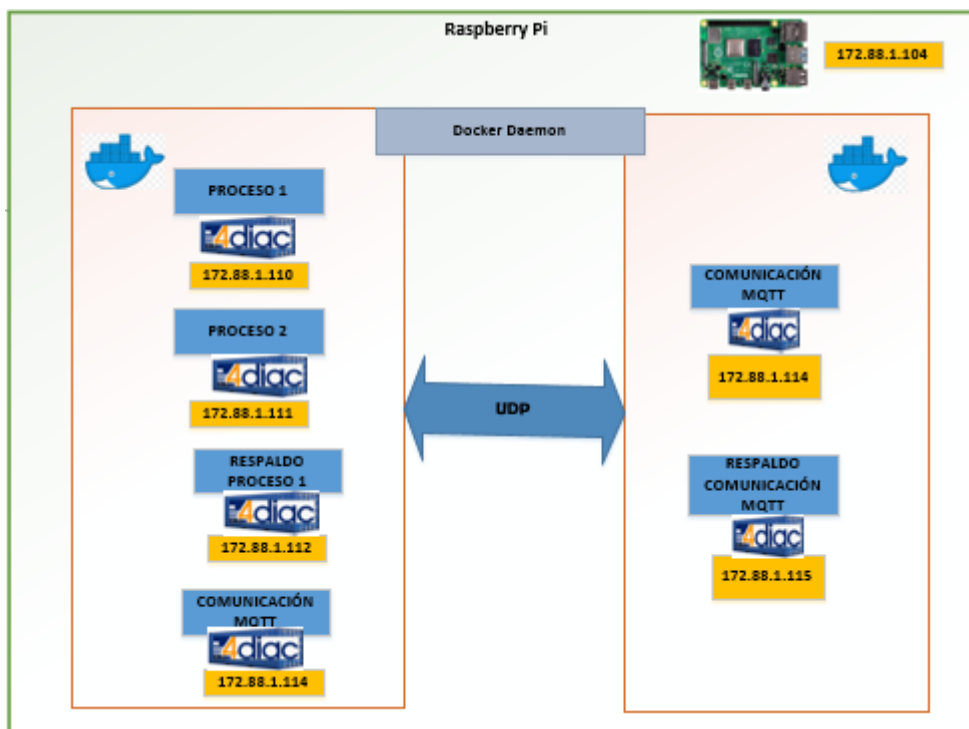 Raspberry Pi
172.88.1.104
Docker Daemon
PROCESO 1
4diac
172.88.1.110
PROCESO 2
4diac
172.88.1.111
RESPALDO
PROCESO 1
4diac
172.88.1.112
COMUNICACIÓN
MQTT
4diac
172.88.1.114
UDP
COMUNICACIÓN
MQTT
4diac
172.88.1.114
RESPALDO
COMUNICACIÓN
MQTT
4diac
172.88.1.115